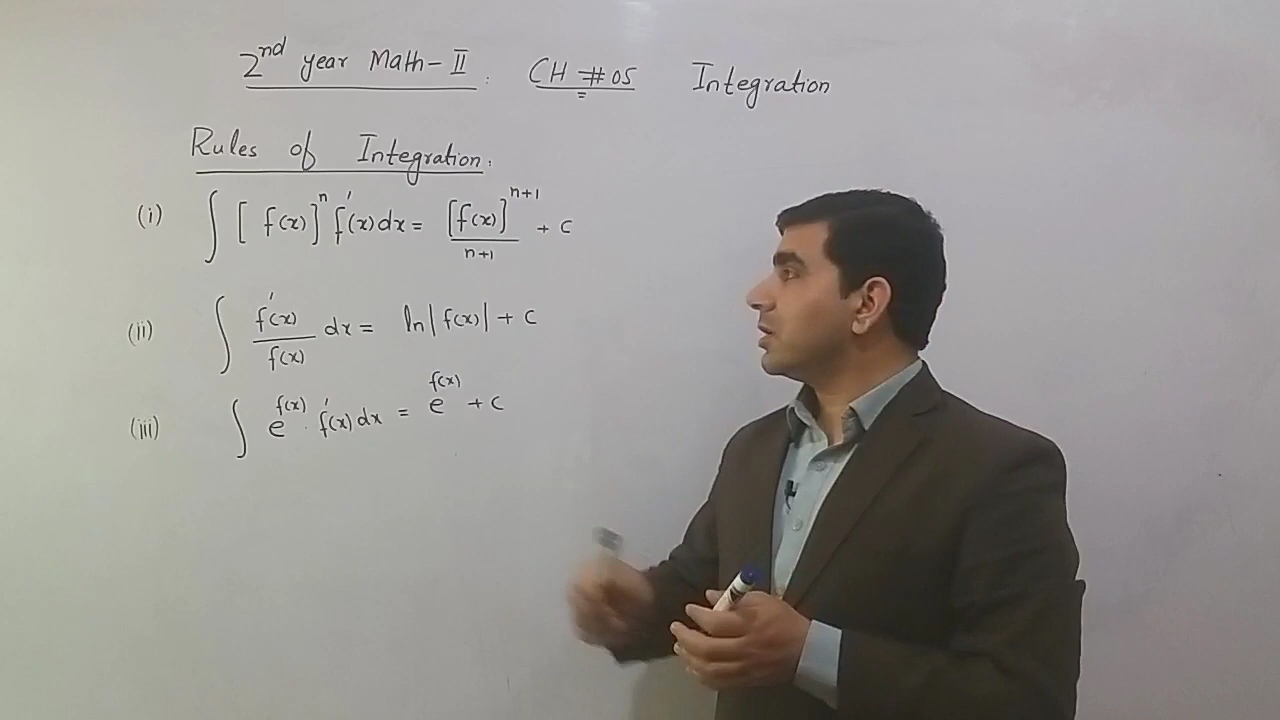 2nd year Math-II. CH #05 Integration
Rules of Integration.
(i) ∫ [f(x)]^n f'(x)dx = [f(x)]^(n+1) / (n+1) + c
(ii) ∫ f'(x)/f(x) dx = ln|f(x)| + c
(iii) ∫ e^f(x) . f'(x)dx = e^f(x) + c